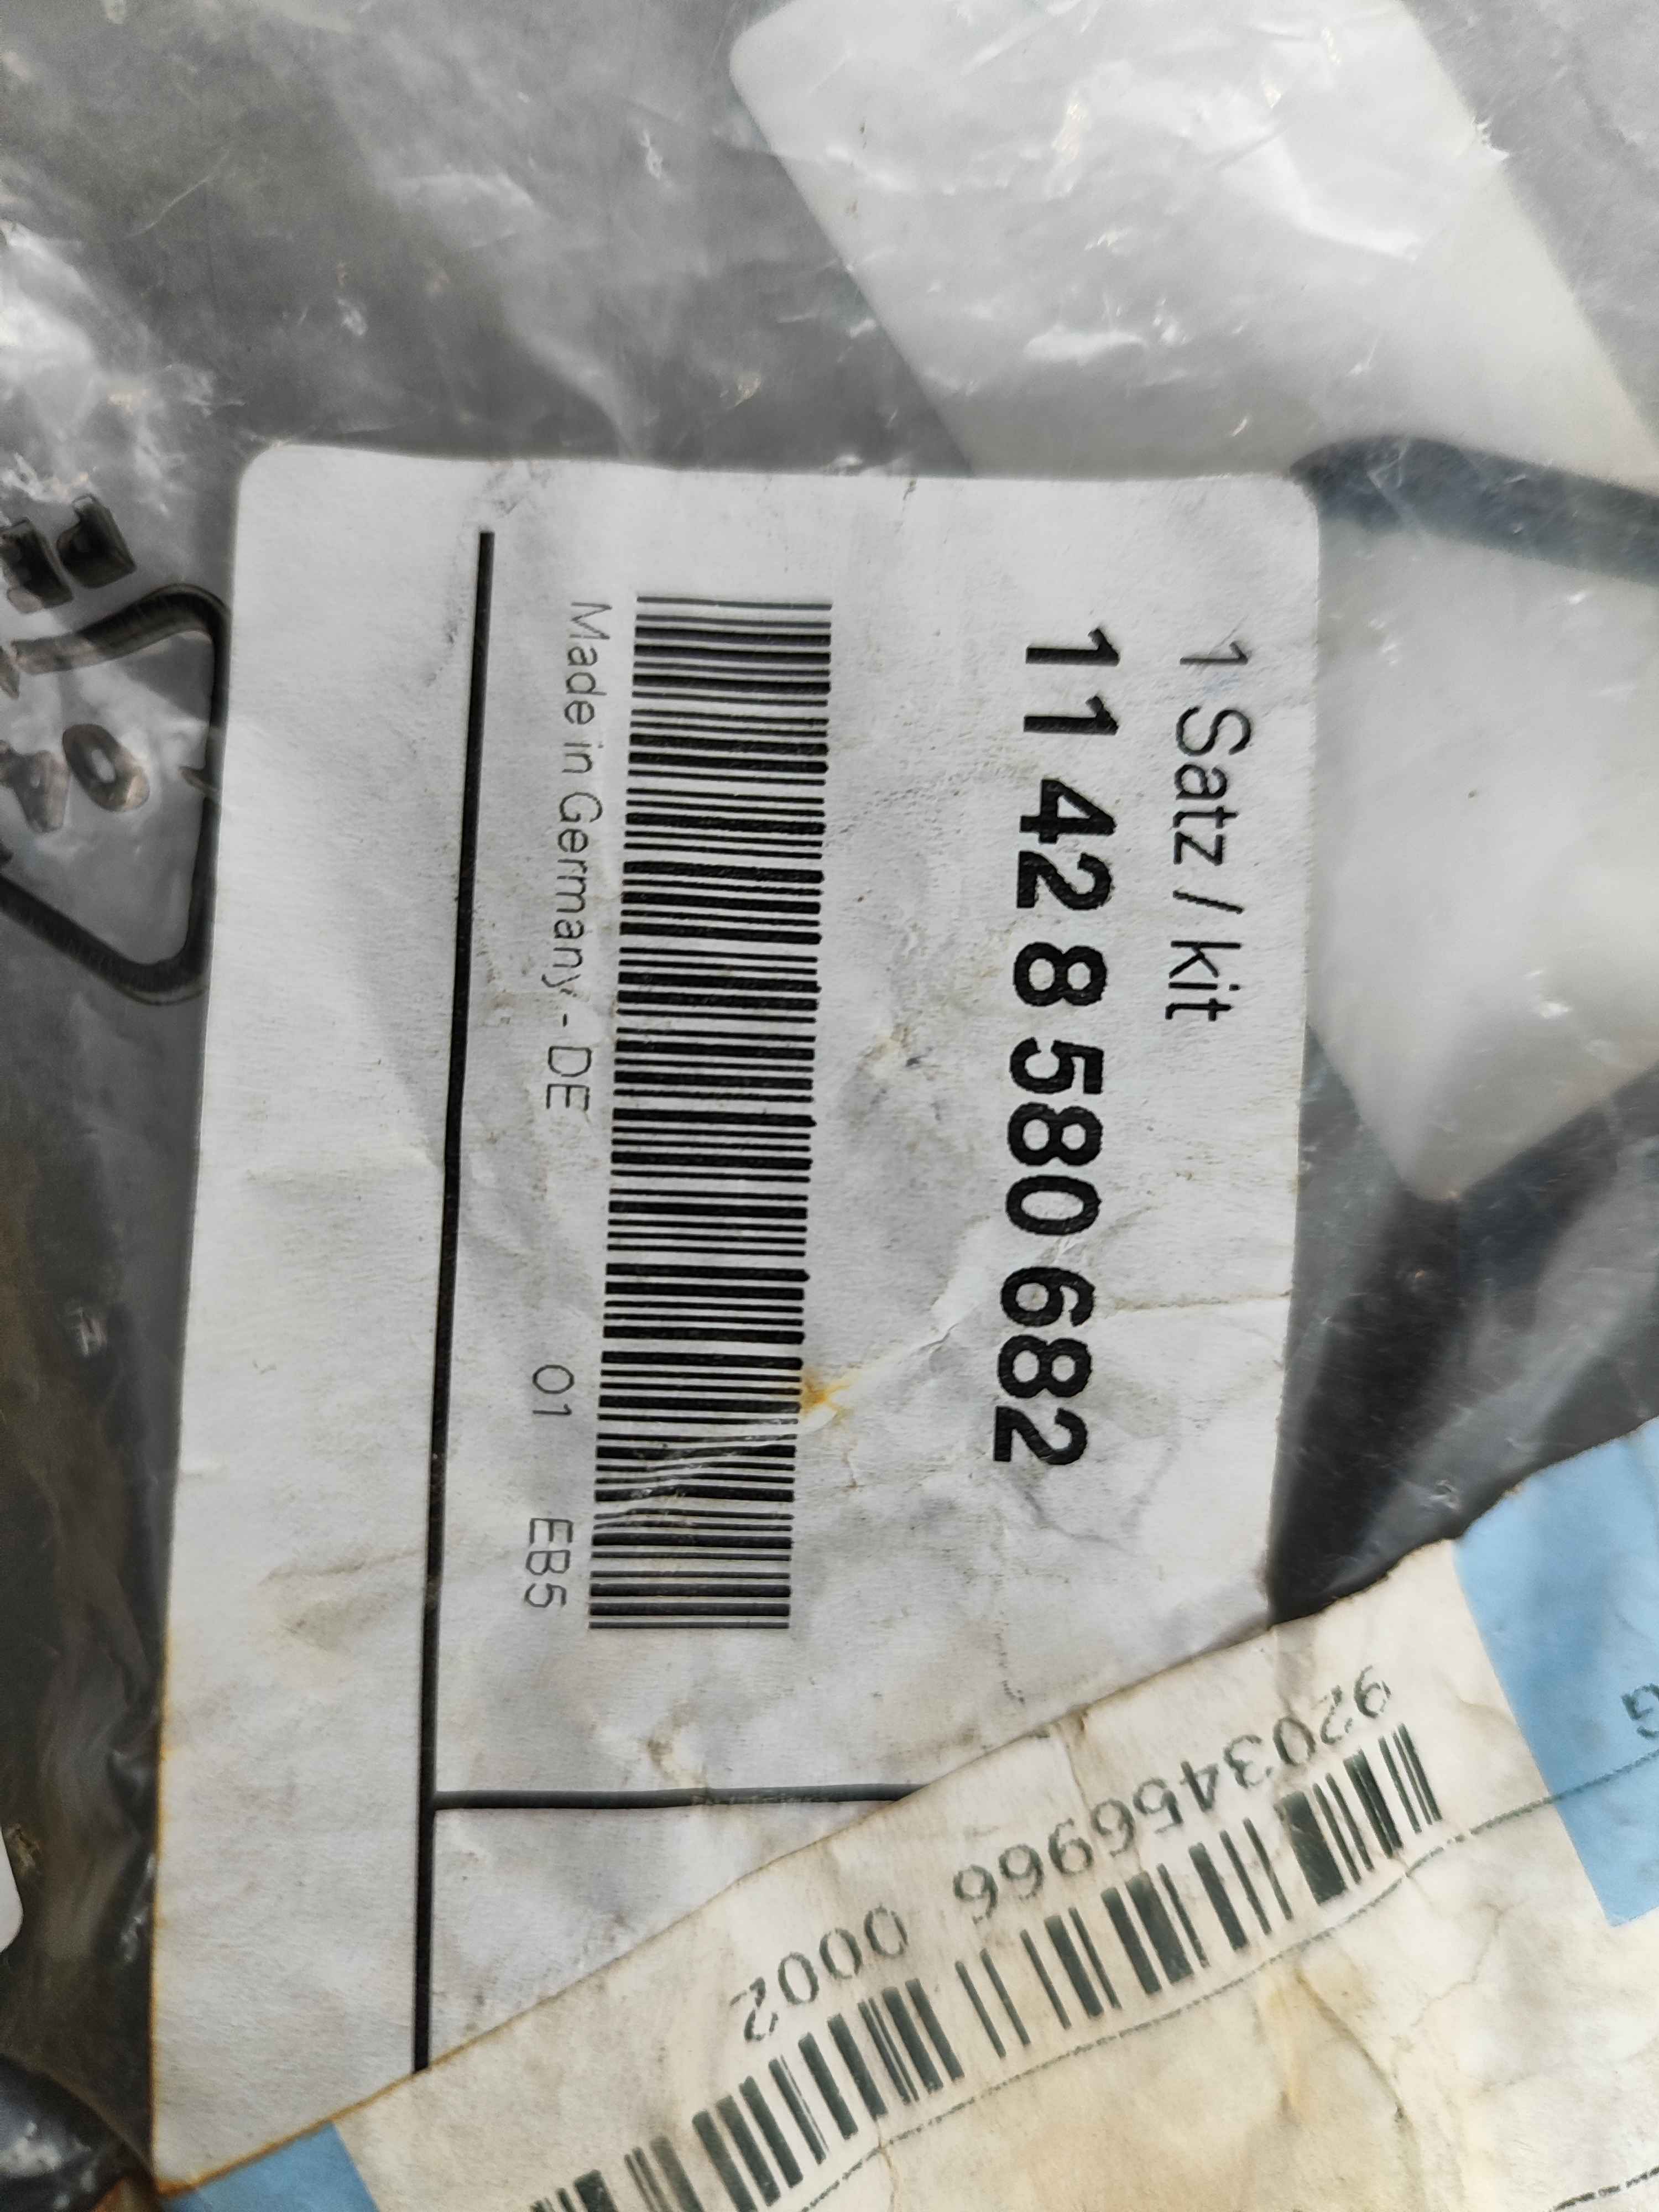 1 Satz / kit
11 42 8 580 682
Made in Germany - DE 01 EB5
9203456966 0002
G